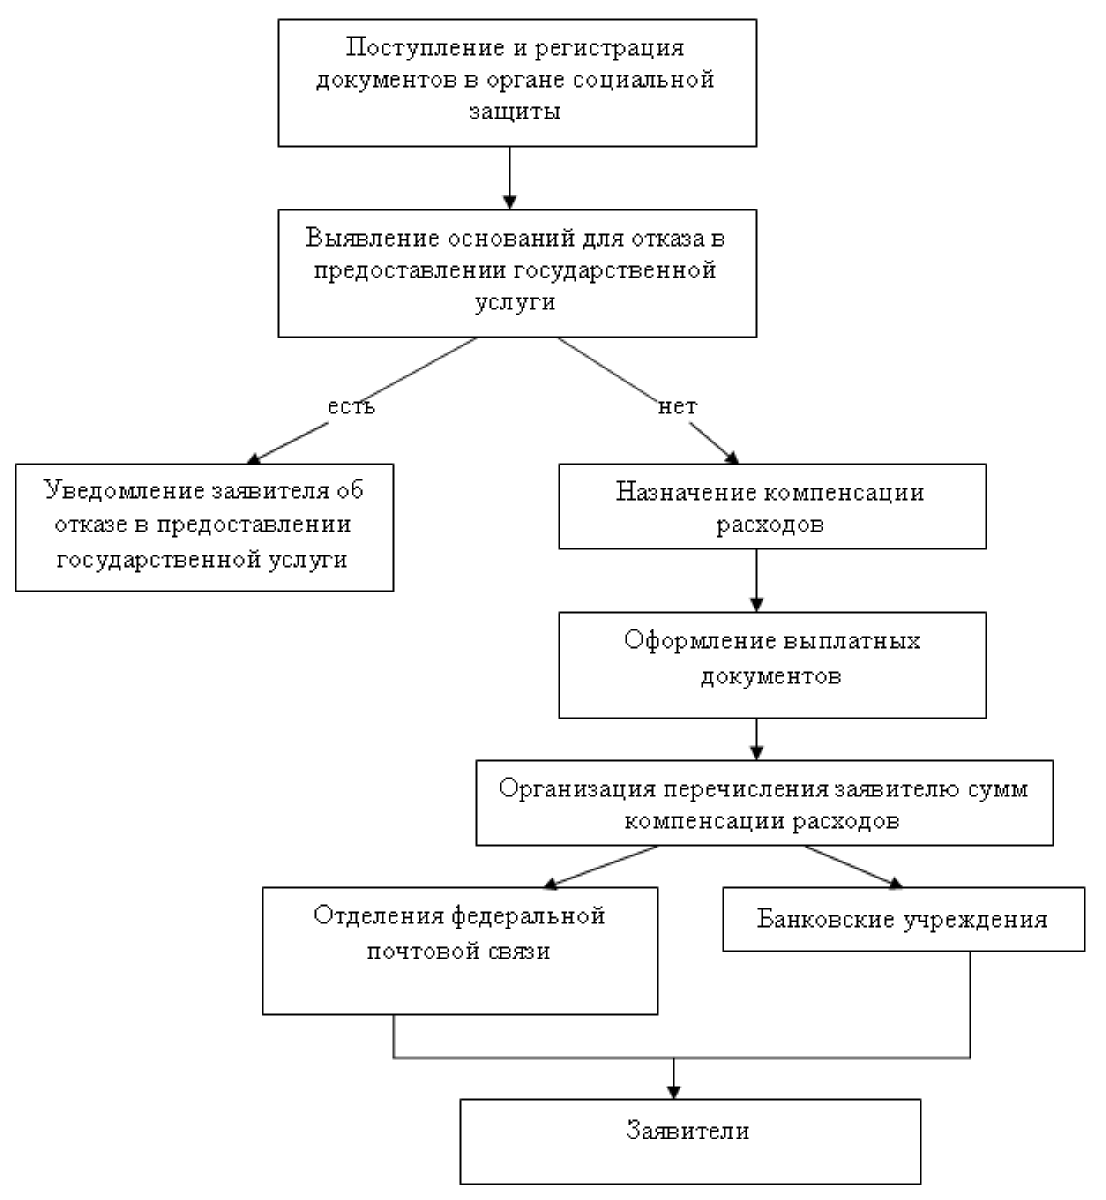 Поступление и регистрация
документов в органе социальной
защиты
Выявление оснований для отказа в
предоставлении государственной
услуги
есть
нет
Уведомление заявителя об
отказе в предоставлении
государственной услуги
Назначение компенсации
расходов
Оформление выплатных
документов
Организация перечисления заявителю сумм
компенсации расходов
Отделения федеральной
почтовой связи
Банковские учреждения
Заявители